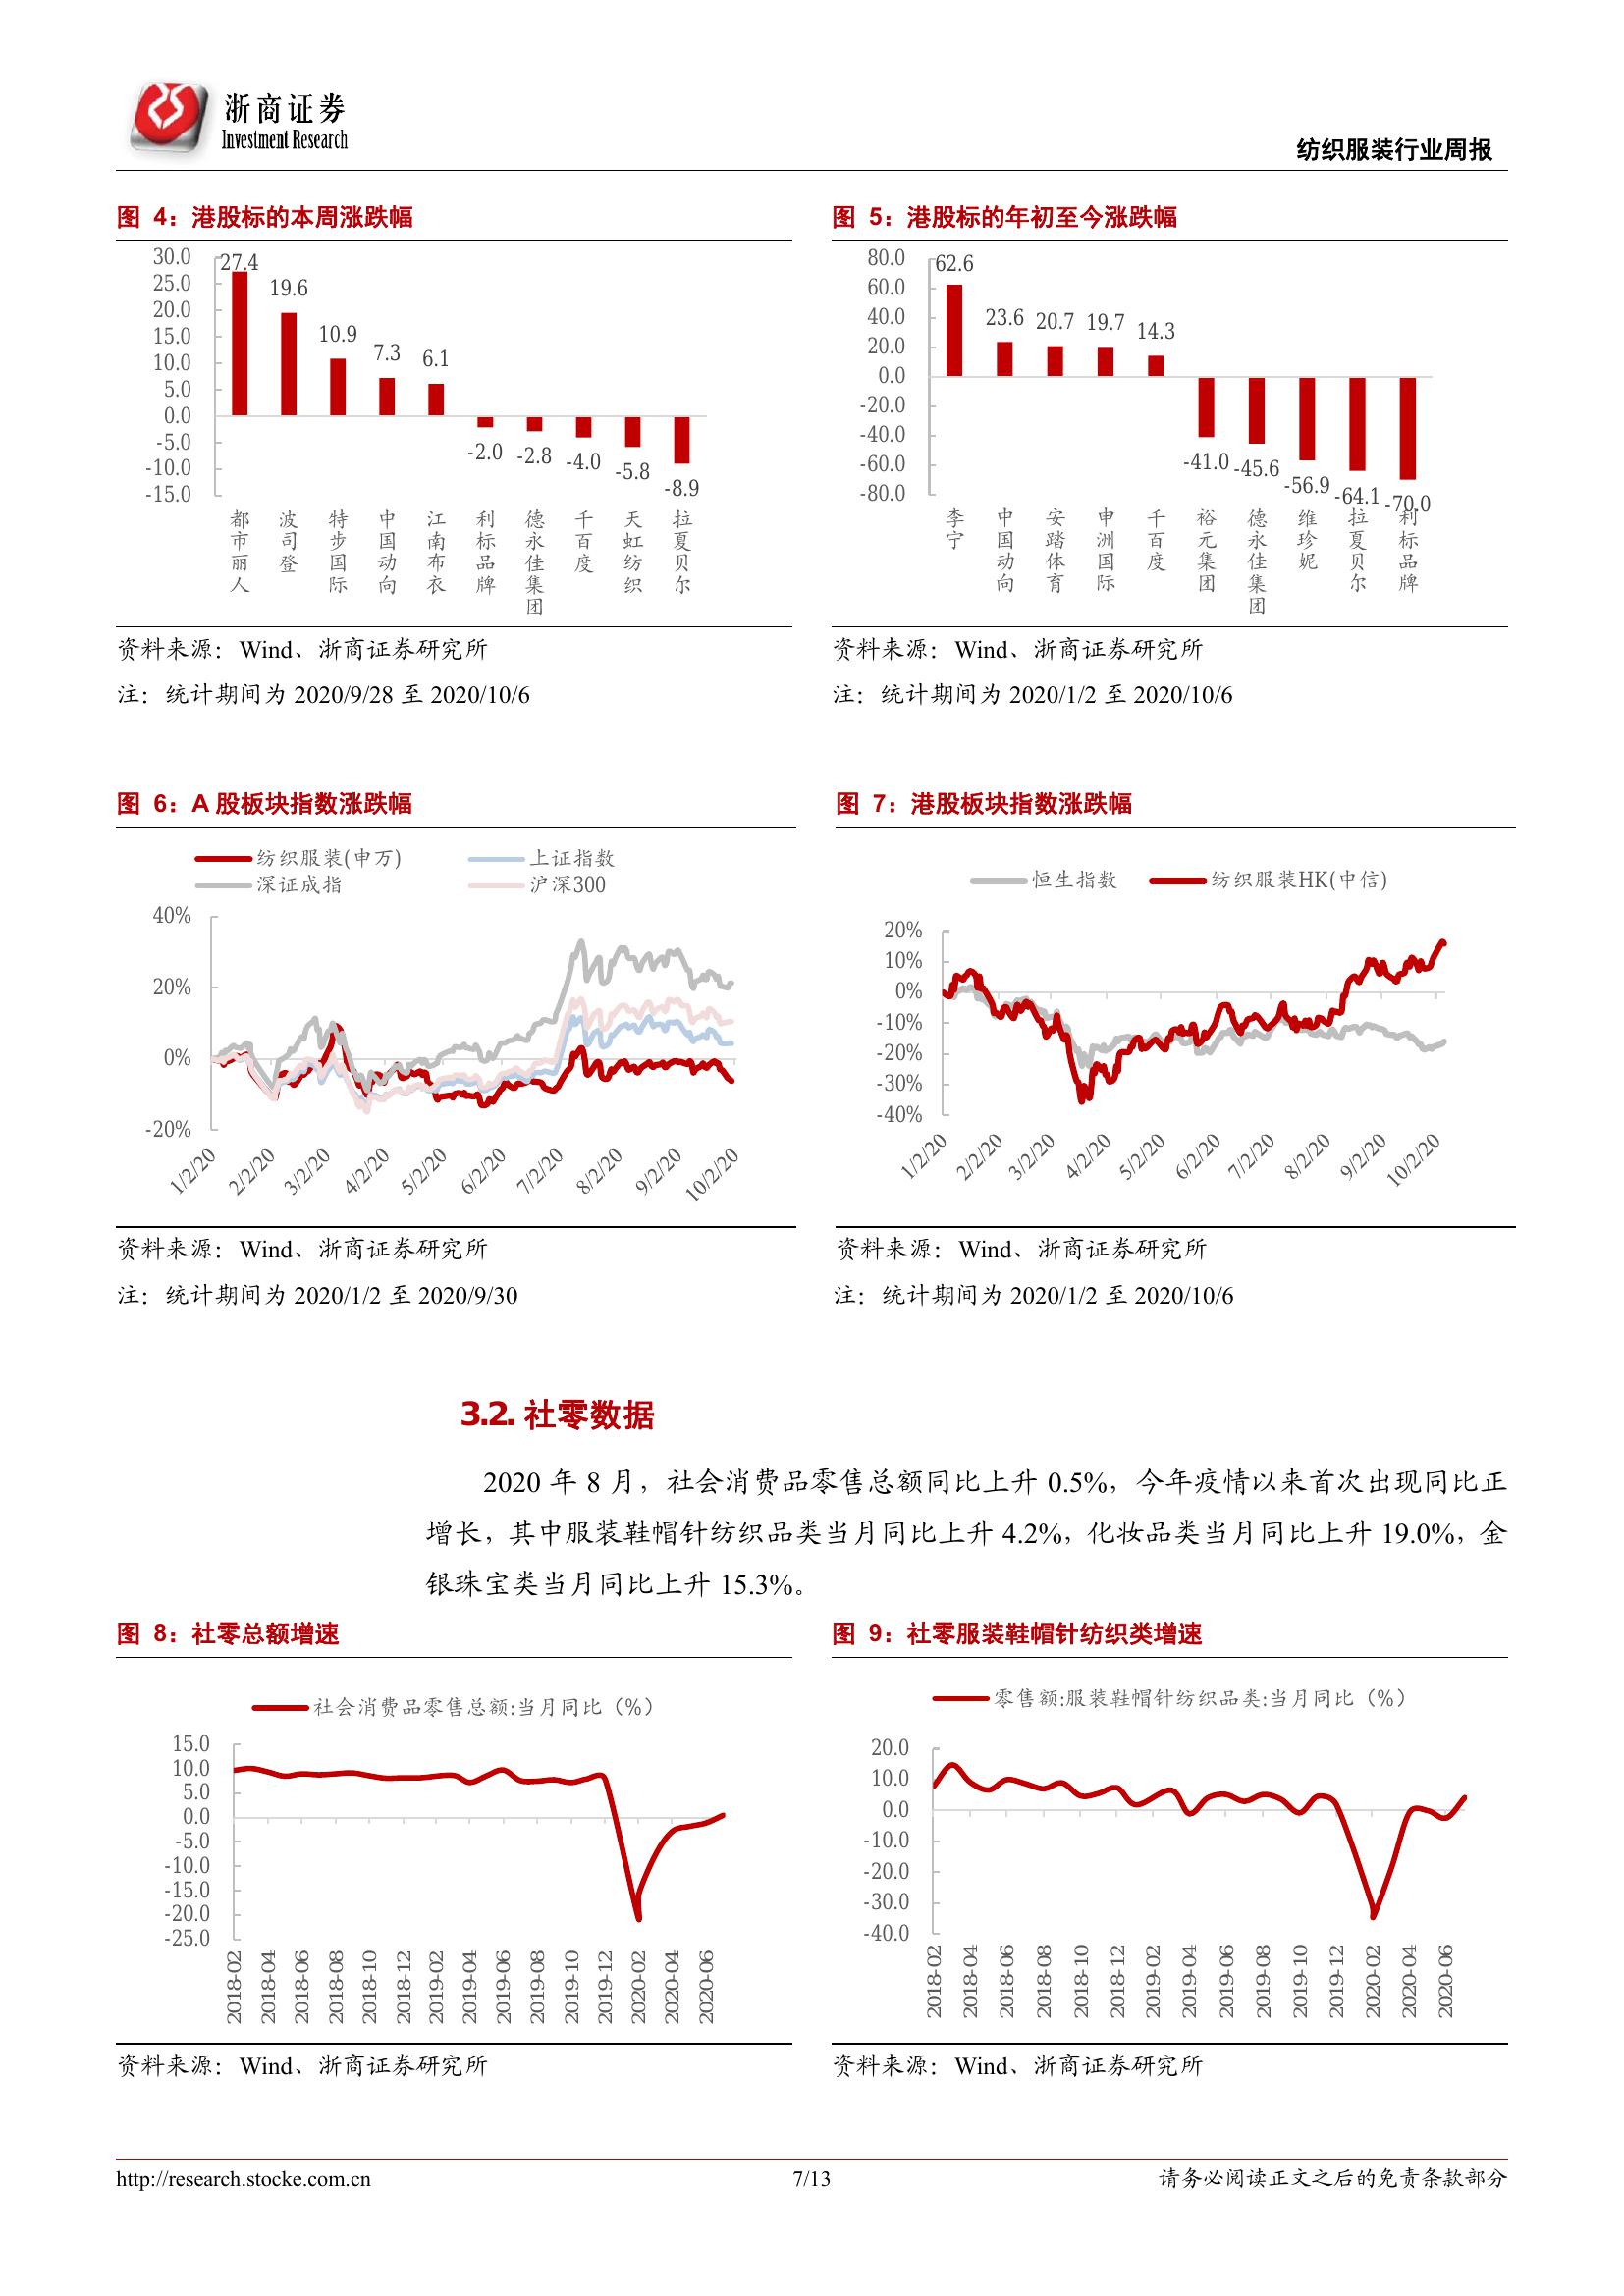 浙商证券
Investment Research
纺织服装行业周报
图 4：港股标的本周涨跌幅
30.0
25.0
20.0
15.0
10.0
5.0
0.0
-5.0
-10.0
-15.0
27.4
19.6
10.9
7.3
6.1
-2.0
-2.8
-4.0
-5.8
-8.9
都市丽人
波司登
特步国际
中国动向
江南布衣
利标品牌
德永佳集团
千百度
天虹纺织
拉夏贝尔
资料来源：Wind、浙商证券研究所
注：统计期间为 2020/9/28 至 2020/10/6
图 5：港股标的年初至今涨跌幅
80.0
60.0
40.0
20.0
0.0
-20.0
-40.0
-60.0
-80.0
62.6
23.6
20.7
19.7
14.3
-41.0
-45.6
-56.9
-64.1
-70.0
李宁
中国动向
安踏体育
申洲国际
千百度
裕元集团
德永佳集团
维珍妮
拉夏贝尔
利标品牌
资料来源：Wind、浙商证券研究所
注：统计期间为 2020/1/2 至 2020/10/6
图 6：A 股板块指数涨跌幅
纺织服装(申万)
上证指数
深证成指
沪深300
40%
20%
0%
-20%
1/2/20
2/2/20
3/2/20
4/2/20
5/2/20
6/2/20
7/2/20
8/2/20
9/2/20
10/2/20
资料来源：Wind、浙商证券研究所
注：统计期间为 2020/1/2 至 2020/9/30
图 7：港股板块指数涨跌幅
恒生指数
纺织服装HK(中信)
20%
10%
0%
-10%
-20%
-30%
-40%
1/2/20
2/2/20
3/2/20
4/2/20
5/2/20
6/2/20
7/2/20
8/2/20
9/2/20
10/2/20
资料来源：Wind、浙商证券研究所
注：统计期间为 2020/1/2 至 2020/10/6
3.2. 社零数据
2020 年 8 月，社会消费品零售总额同比上升 0.5%，今年疫情以来首次出现同比正
增长，其中服装鞋帽针纺织品类当月同比上升 4.2%，化妆品类当月同比上升 19.0%，金
银珠宝类当月同比上升 15.3%。
图 8：社零总额增速
社会消费品零售总额:当月同比（%）
15.0
10.0
5.0
0.0
-5.0
-10.0
-15.0
-20.0
-25.0
2018-02
2018-04
2018-06
2018-08
2018-10
2018-12
2019-02
2019-04
2019-06
2019-08
2019-10
2019-12
2020-02
2020-04
2020-06
资料来源：Wind、浙商证券研究所
图 9：社零服装鞋帽针纺织类增速
零售额:服装鞋帽针纺织品类:当月同比（%）
20.0
10.0
0.0
-10.0
-20.0
-30.0
-40.0
2018-02
2018-04
2018-06
2018-08
2018-10
2018-12
2019-02
2019-04
2019-06
2019-08
2019-10
2019-12
2020-02
2020-04
2020-06
资料来源：Wind、浙商证券研究所
http://research.stocke.com.cn
7/13
请务必阅读正文之后的免责条款部分